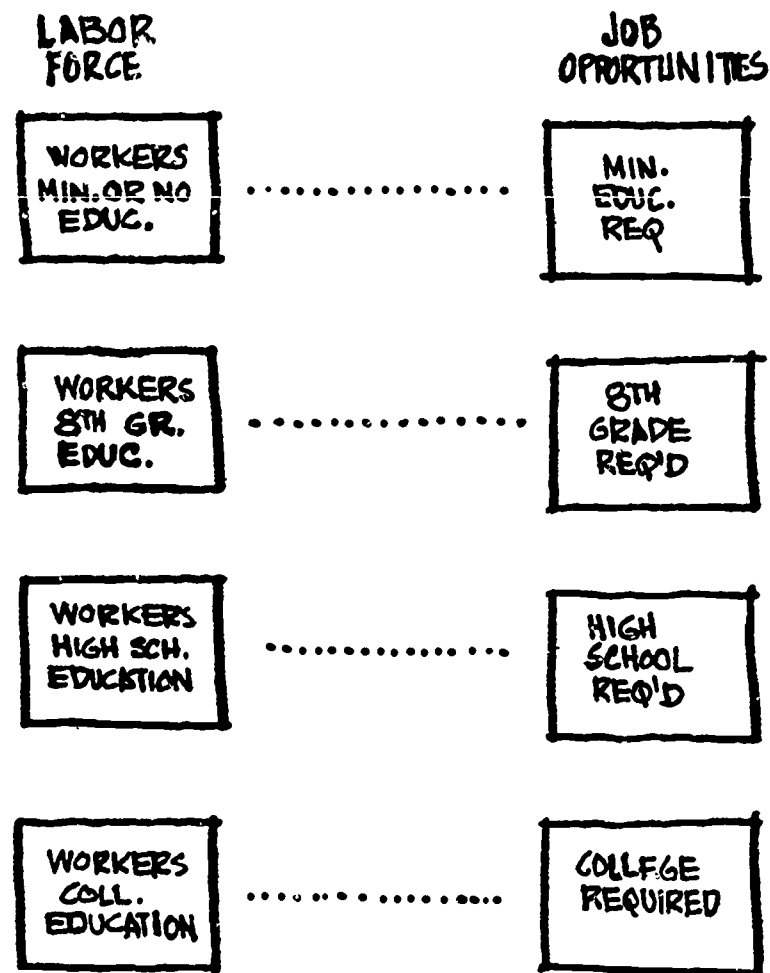 LABOR
FORCE
JOB
OPPORTUNITIES
WORKERS
MIN. OR NO
EDUC.
MIN.
EDUC.
REQ
WORKERS
8TH GR.
EDUC.
8TH
GRADE
REQ'D
WORKERS
HIGH SCH.
EDUCATION
HIGH
SCHOOL
REQ'D
WORKERS
COLL.
EDUCATION
COLLEGE
REQUIRED